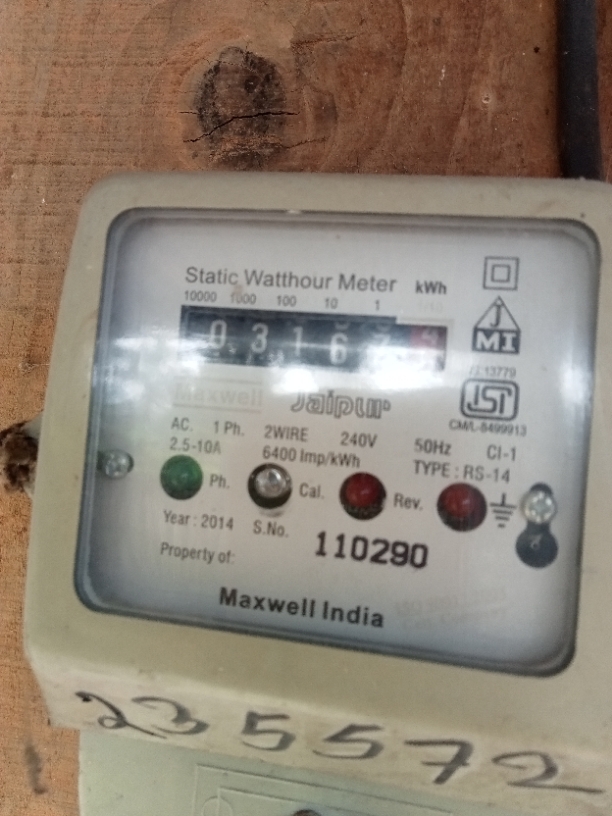 Static Watthour Meter kWh
10000 1000 100 10 1
0 3 1 6
J
MI
Maxwell Jaipur
ISI
CM/L-8499913
AC. 1 Ph. 2WIRE 240V 50Hz Cl-1
2.5-10A 6400 Imp/kWh TYPE : RS-14
Ph. Cal. Rev.
Year : 2014 S.No. 110290
Property of:
Maxwell India
235572